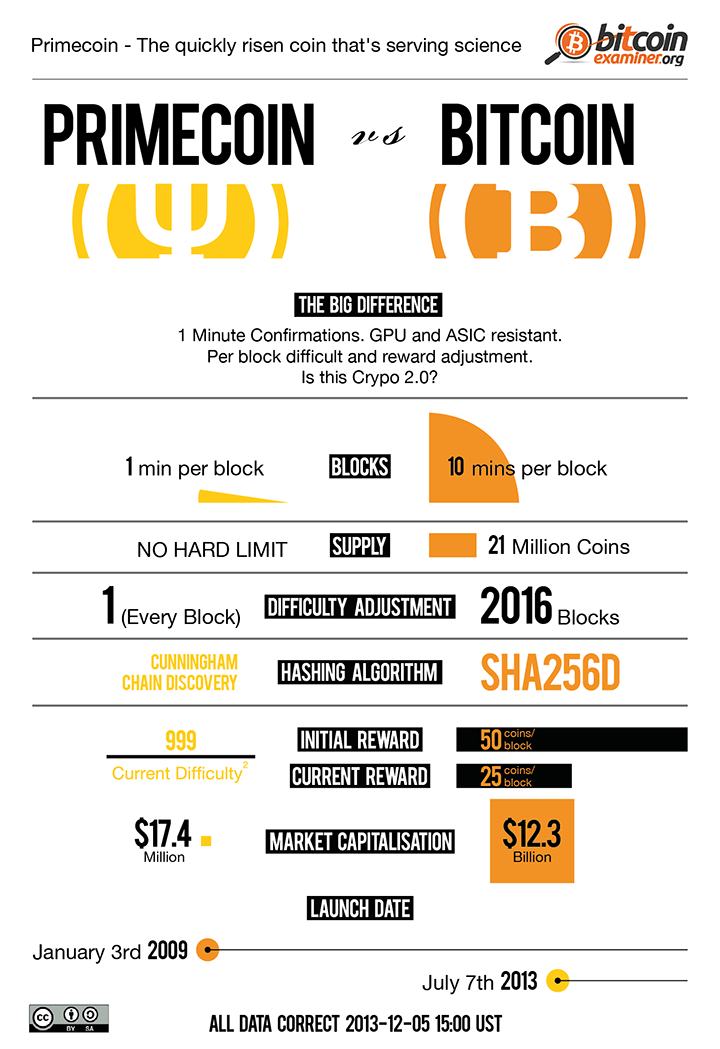 Primecoin - The quickly risen coin that's serving science
bitcoin
examiner.org
PRIMECOIN vs BITCOIN
(Ψ) (B)
THE BIG DIFFERENCE
1 Minute Confirmations. GPU and ASIC resistant.
Per block difficult and reward adjustment.
Is this Crypo 2.0?
1 min per block BLOCKS 10 mins per block
NO HARD LIMIT SUPPLY 21 Million Coins
1 (Every Block) DIFFICULTY ADJUSTMENT 2016 Blocks
CUNNINGHAM
CHAIN DISCOVERY
HASHING ALGORITHM
SHA256D
999
Current Difficulty²
INITIAL REWARD
50 coins/
block
CURRENT REWARD
25 coins/
block
$17.4
Million
MARKET CAPITALISATION
$12.3
Billion
LAUNCH DATE
January 3rd 2009
July 7th 2013
cc BY SA
ALL DATA CORRECT 2013-12-05 15:00 UST